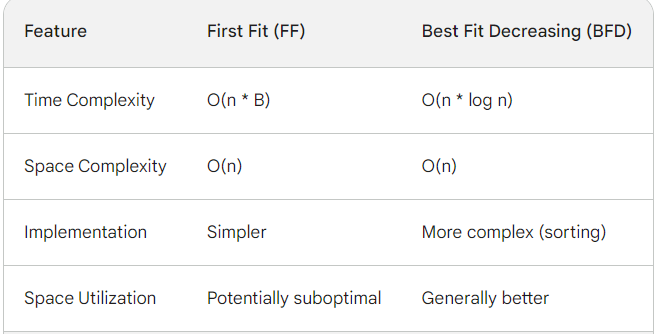 Feature First Fit (FF) Best Fit Decreasing (BFD)
Time Complexity O(n * B) O(n * log n)
Space Complexity O(n) O(n)
Implementation Simpler More complex (sorting)
Space Utilization Potentially suboptimal Generally better